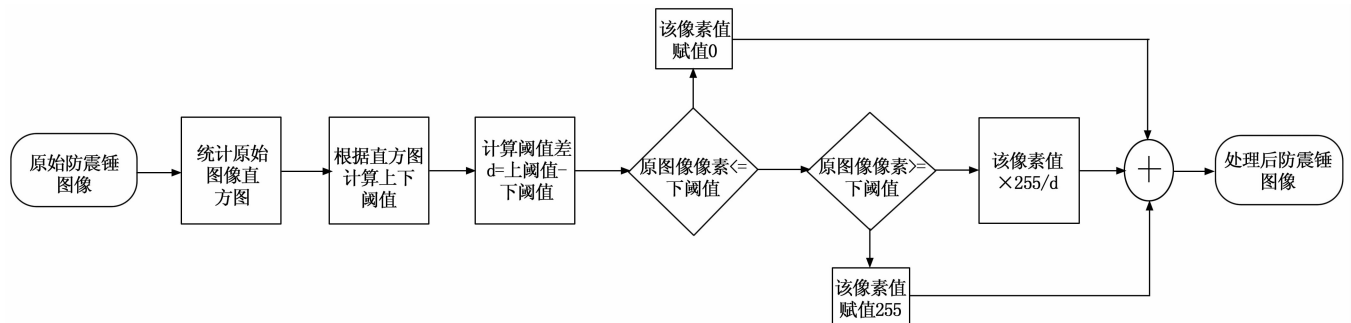 原始防震锤
图像
统计原始
图像直
方图
根据直方图
计算上下
阈值
计算阈值差
d=上阈值-
下阈值
原图像像素<=
下阈值
该像素值
赋值0
原图像像素>=
下阈值
该像素值
赋值255
该像素值
×255/d
+
处理后防震锤
图像